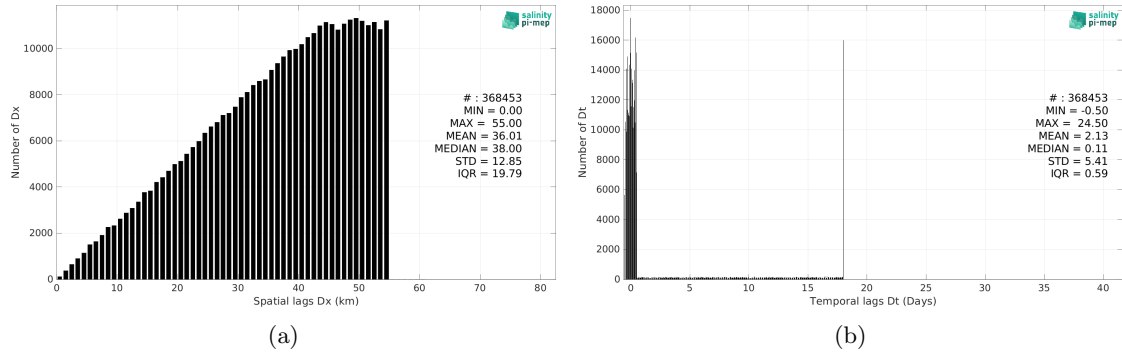 salinity
pi-mep
10000
8000
6000
4000
2000
0
Number of Dx
# : 368453
MIN = 0.00
MAX = 55.00
MEAN = 36.01
MEDIAN = 38.00
STD = 12.85
IQR = 19.79
0 10 20 30 40 50 60 70 80
Spatial lags Dx (km)
(a)
salinity
pi-mep
18000
16000
14000
12000
10000
8000
6000
4000
2000
0
Number of Dt
# : 368453
MIN = -0.50
MAX = 24.50
MEAN = 2.13
MEDIAN = 0.11
STD = 5.41
IQR = 0.59
0 5 10 15 20 25 30 35 40
Temporal lags Dt (Days)
(b)